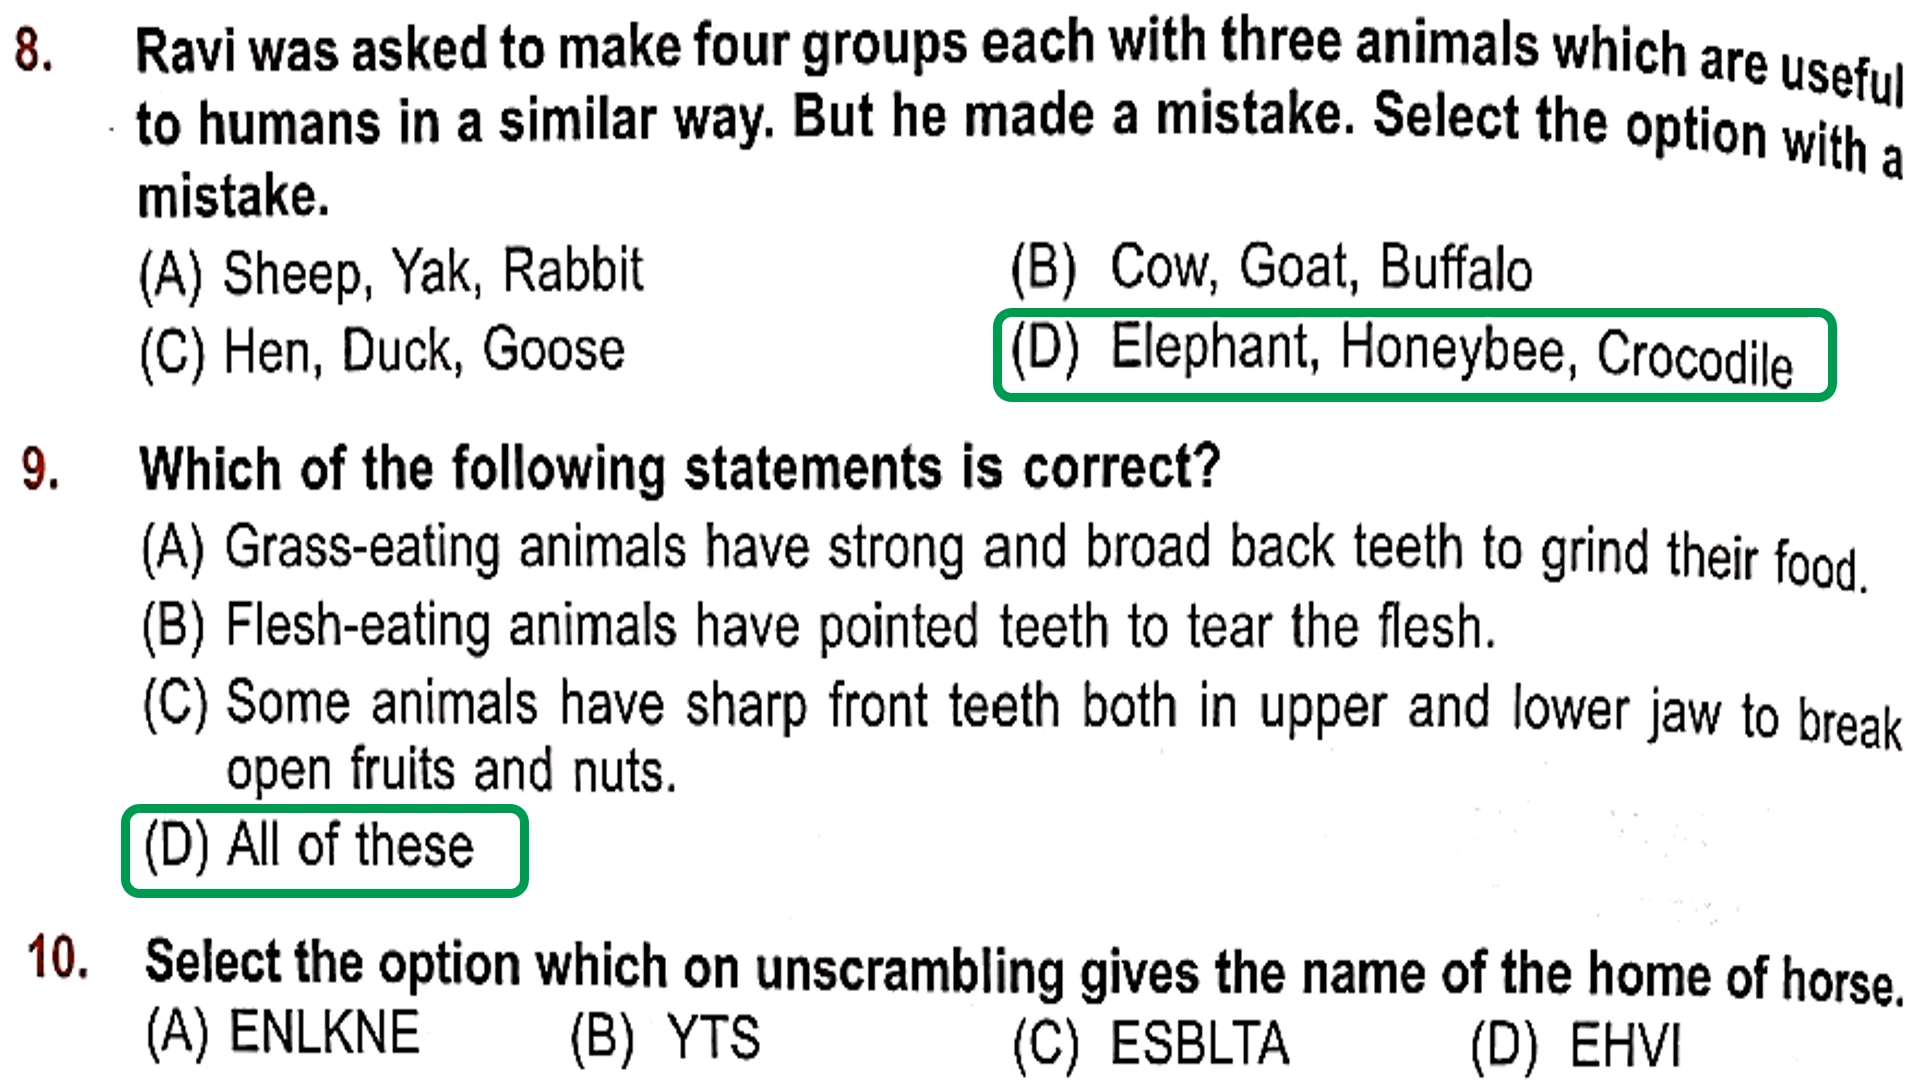 8. Ravi was asked to make four groups each with three animals which are useful
to humans in a similar way. But he made a mistake. Select the option with a
mistake.
(A) Sheep, Yak, Rabbit (B) Cow, Goat, Buffalo
(C) Hen, Duck, Goose (D) Elephant, Honeybee, Crocodile
9. Which of the following statements is correct?
(A) Grass-eating animals have strong and broad back teeth to grind their food.
(B) Flesh-eating animals have pointed teeth to tear the flesh.
(C) Some animals have sharp front teeth both in upper and lower jaw to break
open fruits and nuts.
(D) All of these
10. Select the option which on unscrambling gives the name of the home of horse.
(A) ENLKNE (B) YTS (C) ESBLTA (D) EHVI